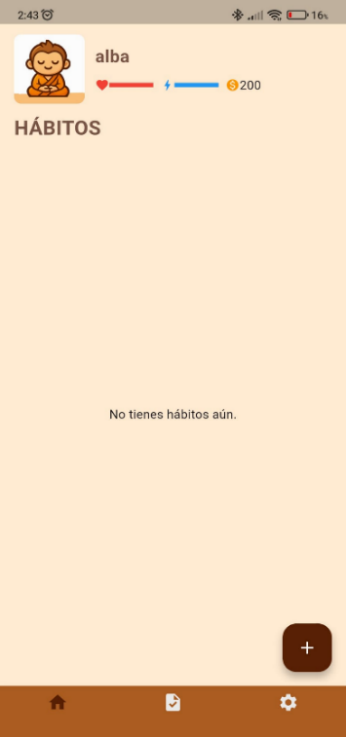 2:43
16%
alba
200
HÁBITOS
No tienes hábitos aún.